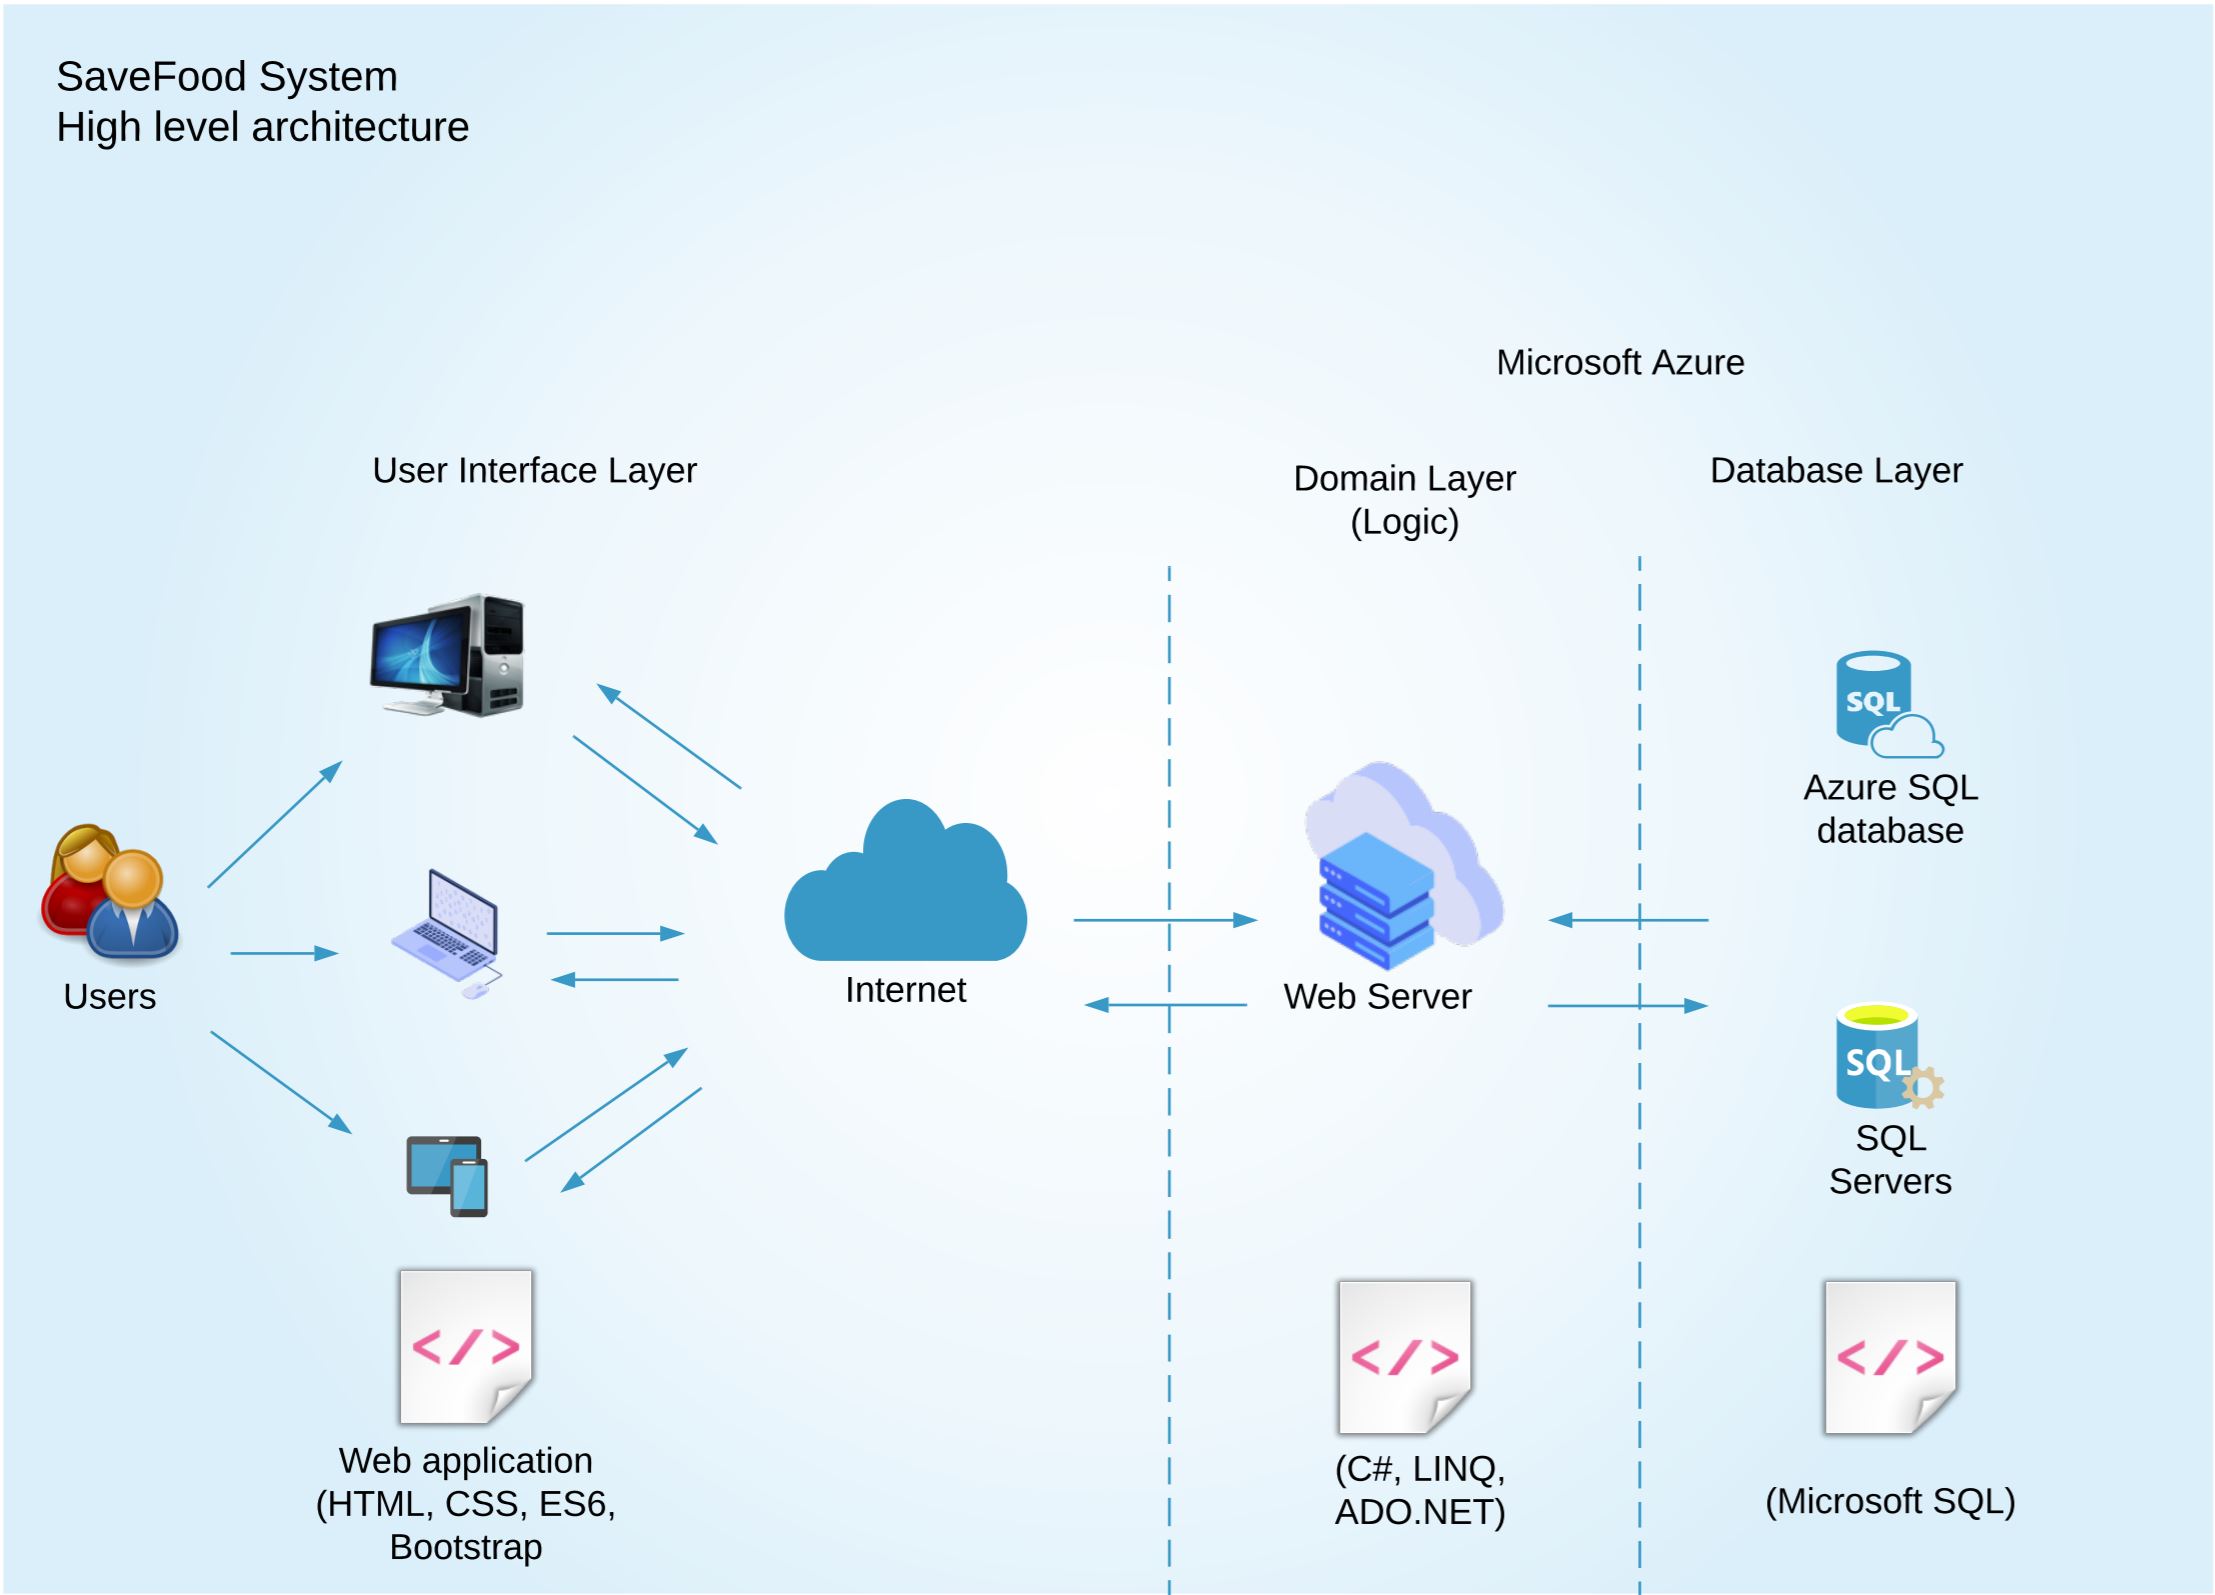 SaveFood System
High level architecture
Microsoft Azure
User Interface Layer
Domain Layer
(Logic)
Database Layer
SQL
Azure SQL
database
Users
Internet
Web Server
SQL
SQL
Servers
</>
</>
</>
Web application
(HTML, CSS, ES6,
Bootstrap
(C#, LINQ,
ADO.NET)
(Microsoft SQL)